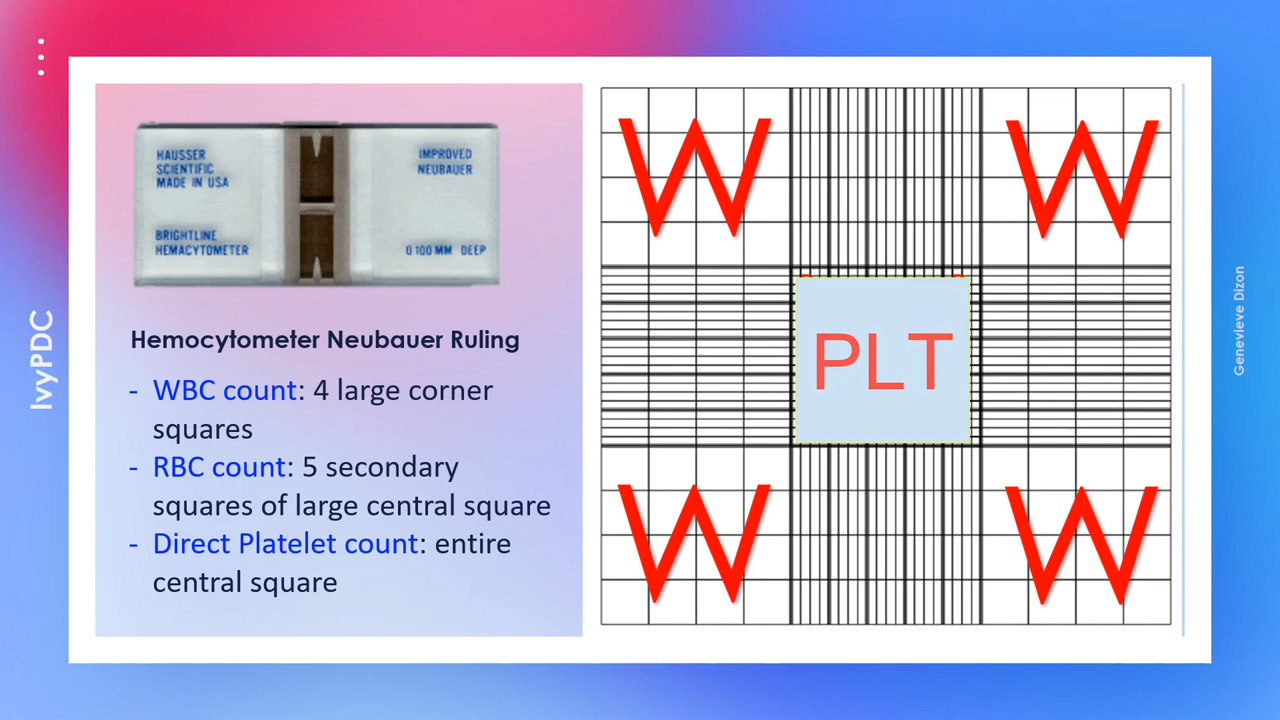 IvyPDC
HAUSSER
SCIENTIFIC
MADE IN USA
IMPROVED
NEUBAUER
BRIGHTLINE
HEMACYTOMETER
0 100 MM DEEP
Hemocytometer Neubauer Ruling
- WBC count: 4 large corner
squares
- RBC count: 5 secondary
squares of large central square
- Direct Platelet count: entire
central square
W
W
PLT
W
W
Genevieve Dizon